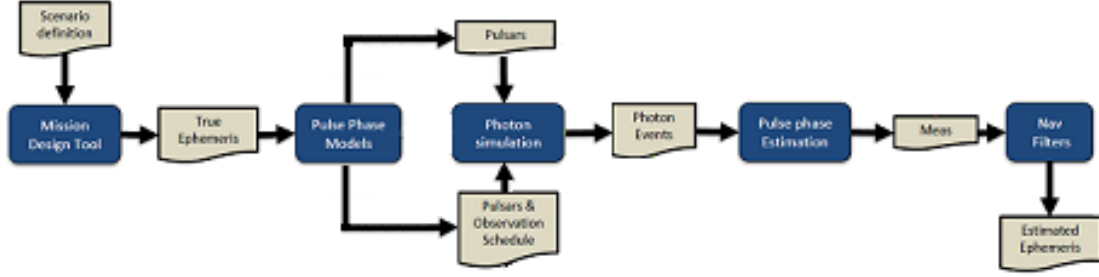 Scenario
definition
Mission
Design Tool
True
Ephemeris
Pulse Phase
Models
Pulsars
Photon
simulation
Pulsars &
Observation
Schedule
Photon
Events
Pulse phase
Estimation
Meas
Nav
Filters
Estimated
Ephemeris